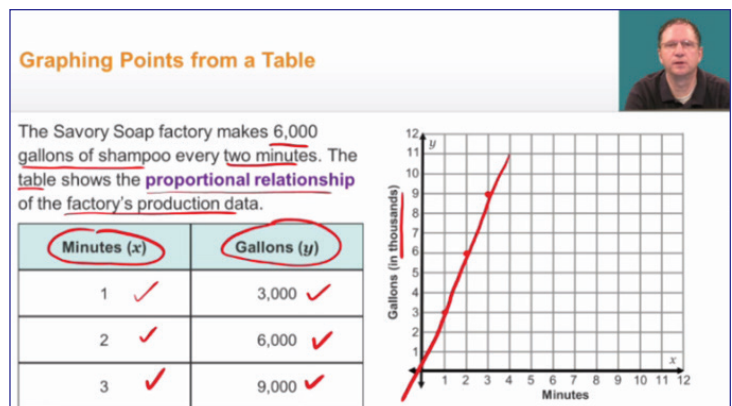 Graphing Points from a Table
The Savory Soap factory makes 6,000
gallons of shampoo every two minutes. The
table shows the proportional relationship
of the factory's production data.
Minutes (x) Gallons (y)
1 3,000
2 6,000
3 9,000
y
12
11
10
9
8
7
6
5
4
3
2
1
Gallons (in thousands)
x
1 2 3 4 5 6 7 8 9 10 11 12
Minutes